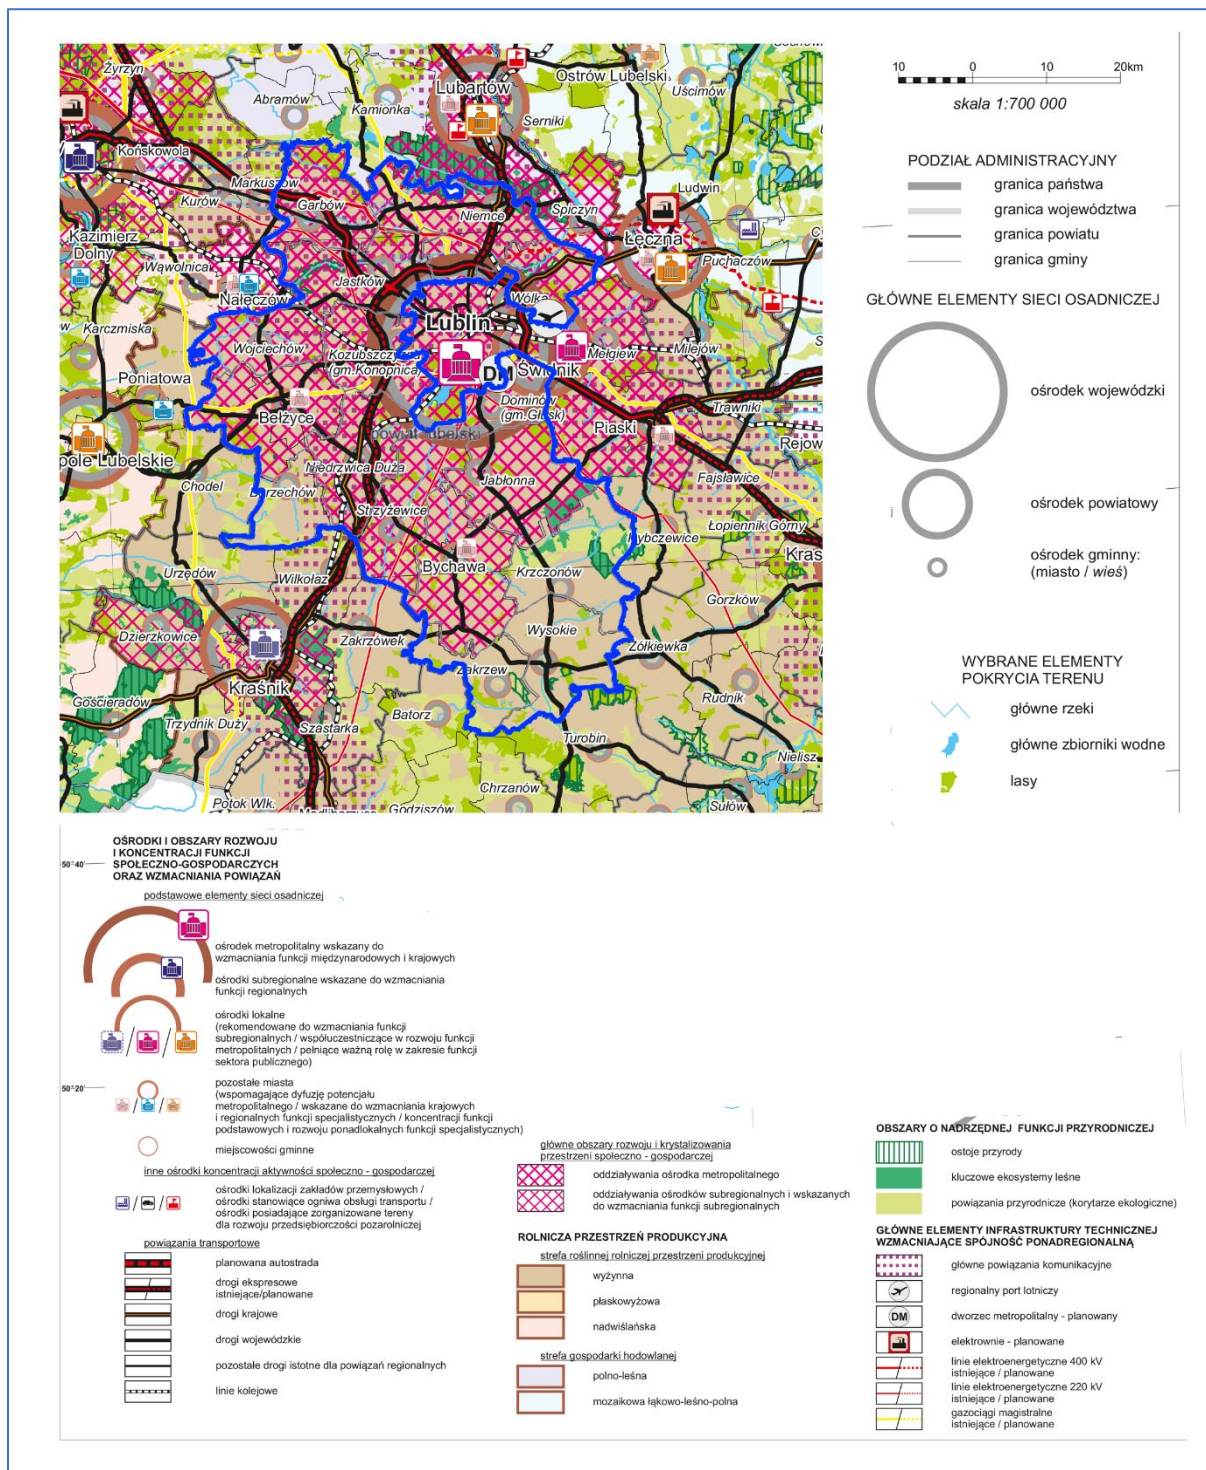 Żyrzyn
Abramów
Kamionka
Lubartów
Serniki
Ostrów Lubelski
Uścimów
Końskowola
Markuszów
Kurów
Garbów
Niemce
Spiczyn
Ludwin
Łęczna
Puchaczów
Kazimierz
Dolny
Wąwolnica
Nałęczów
Jastków
Wólka
Karczmiska
Wojciechów
Lublin
Kozubszczyzna
(gm.Konopnica)
DM
Świdnik
Mełgiew
Milejów
Poniatowa
Bełżyce
Dominów
(gm.Głusk)
Trawniki
powiat lubelski
Piaski
Rejow
pole Lubelskie
Chodel
Niedrzwica Duża
Borzechów
Jabłonna
Fajsławice
Strzyżewice
Łopiennik Górny
Rybczewice
Kras
Bychawa
Krzczonów
Urzędów
Wilkołaz
Gorzków
Dzierzkowice
Zakrzówek
Wysokie
Żółkiewka
Kraśnik
Zakrzew
Rudnik
Gościeradów
Trzydnik Duży
Batorz
Szastarka
Turobin
Nielisz
Potok Wlk.
Modliborzyce
Godziszów
Chrzanów
Sułów
10 0 10 20km
skala 1:700 000
PODZIAŁ ADMINISTRACYJNY
granica państwa
granica województwa
granica powiatu
granica gminy
GŁÓWNE ELEMENTY SIECI OSADNICZEJ
ośrodek wojewódzki
ośrodek powiatowy
ośrodek gminny:
(miasto / wieś)
WYBRANE ELEMENTY
POKRYCIA TERENU
główne rzeki
główne zbiorniki wodne
lasy
50°40'
OŚRODKI I OBSZARY ROZWOJU
I KONCENTRACJI FUNKCJI
SPOŁECZNO-GOSPODARCZYCH
ORAZ WZMACNIANIA POWIĄZAŃ
podstawowe elementy sieci osadniczej
ośrodek metropolitalny wskazany do
wzmacniania funkcji międzynarodowych i krajowych
ośrodki subregionalne wskazane do wzmacniania
funkcji regionalnych
ośrodki lokalne
(rekomendowane do wzmacniania funkcji
subregionalnych / współuczestniczące w rozwoju funkcji
metropolitalnych / pełniące ważną rolę w zakresie funkcji
sektora publicznego)
50°20'
pozostałe miasta
(wspomagające dyfuzję potencjału
metropolitalnego / wskazane do wzmacniania krajowych
i regionalnych funkcji specjalistycznych / koncentracji funkcji
podstawowych i rozwoju ponadlokalnych funkcji specjalistycznych)
miejscowości gminne
inne ośrodki koncentracji aktywności społeczno - gospodarczej
ośrodki lokalizacji zakładów przemysłowych /
ośrodki stanowiące ogniwa obsługi transportu /
ośrodki posiadające zorganizowane tereny
dla rozwoju przedsiębiorczości pozarolniczej
powiązania transportowe
planowana autostrada
drogi ekspresowe
istniejące/planowane
drogi krajowe
drogi wojewódzkie
pozostałe drogi istotne dla powiązań regionalnych
linie kolejowe
główne obszary rozwoju i krystalizowania
przestrzeni społeczno - gospodarczej
oddziaływania ośrodka metropolitalnego
oddziaływania ośrodków subregionalnych i wskazanych
do wzmacniania funkcji subregionalnych
ROLNICZA PRZESTRZEŃ PRODUKCYJNA
strefa roślinnej rolniczej przestrzeni produkcyjnej
wyżynna
płaskowyżowa
nadwiślańska
strefa gospodarki hodowlanej
polno-leśna
mozaikowa łąkowo-leśno-polna
OBSZARY O NADRZĘDNEJ FUNKCJI PRZYRODNICZEJ
ostoje przyrody
kluczowe ekosystemy leśne
powiązania przyrodnicze (korytarze ekologiczne)
GŁÓWNE ELEMENTY INFRASTRUKTURY TECHNICZNEJ
WZMACNIAJĄCE SPÓJNOŚĆ PONADREGIONALNĄ
główne powiązania komunikacyjne
regionalny port lotniczy
DM dworzec metropolitalny - planowany
elektrownie - planowane
linie elektroenergetyczne 400 kV
istniejące / planowane
linie elektroenergetyczne 220 kV
istniejące / planowane
gazociągi magistralne
istniejące / planowane